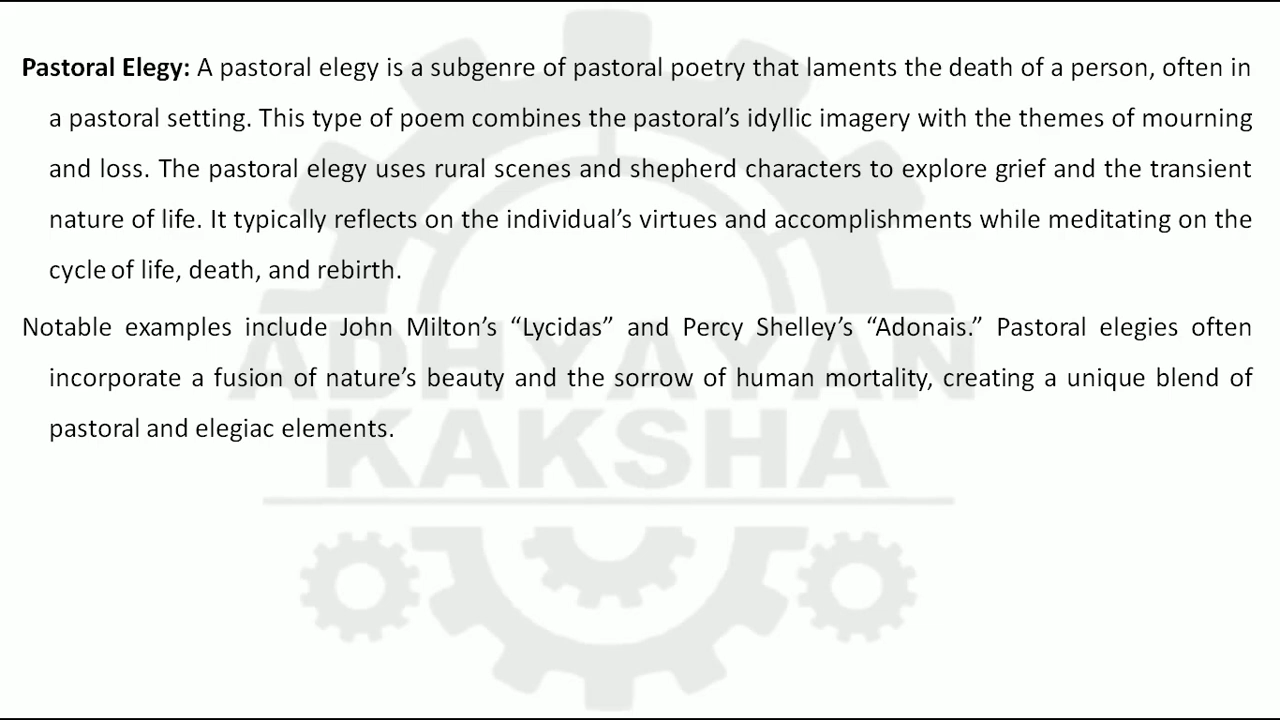 Pastoral Elegy: A pastoral elegy is a subgenre of pastoral poetry that laments the death of a person, often in
a pastoral setting. This type of poem combines the pastoral’s idyllic imagery with the themes of mourning
and loss. The pastoral elegy uses rural scenes and shepherd characters to explore grief and the transient
nature of life. It typically reflects on the individual’s virtues and accomplishments while meditating on the
cycle of life, death, and rebirth.
Notable examples include John Milton’s “Lycidas” and Percy Shelley’s “Adonais.” Pastoral elegies often
incorporate a fusion of nature’s beauty and the sorrow of human mortality, creating a unique blend of
pastoral and elegiac elements.
ADHYAYAN
KAKSHA